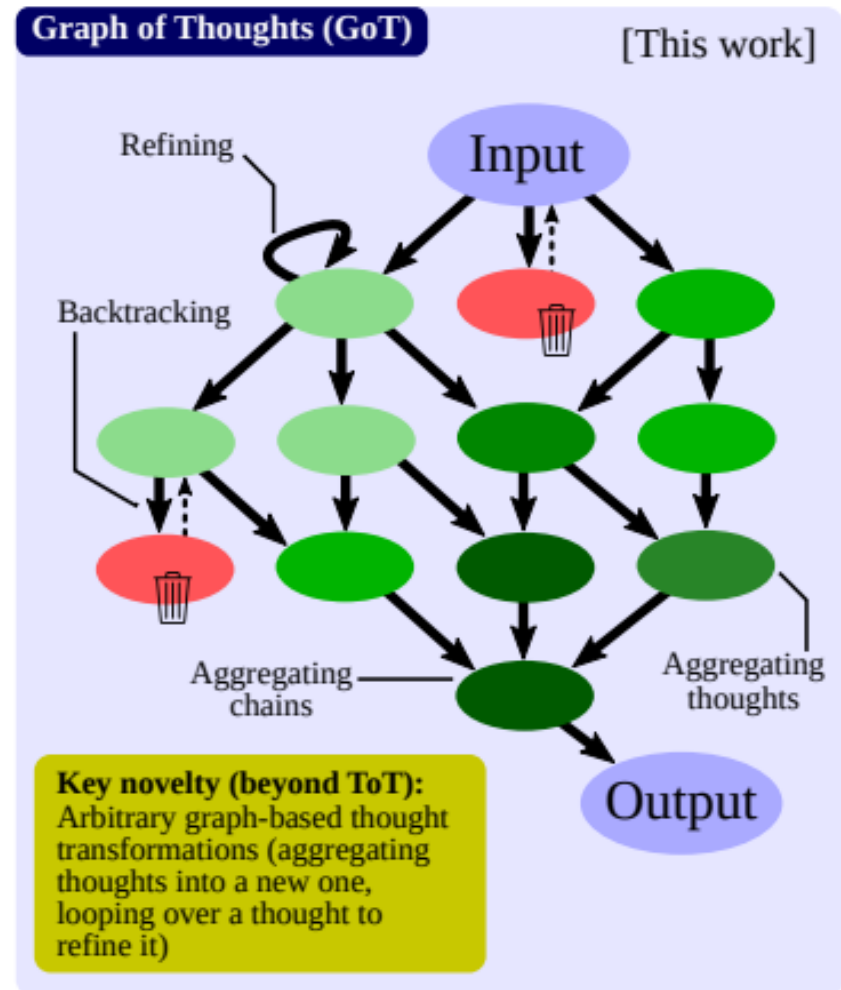 Graph of Thoughts (GoT)
[This work]
Refining
Input
Backtracking
Aggregating
chains
Aggregating
thoughts
Key novelty (beyond ToT):
Arbitrary graph-based thought
transformations (aggregating
thoughts into a new one,
looping over a thought to
refine it)
Output